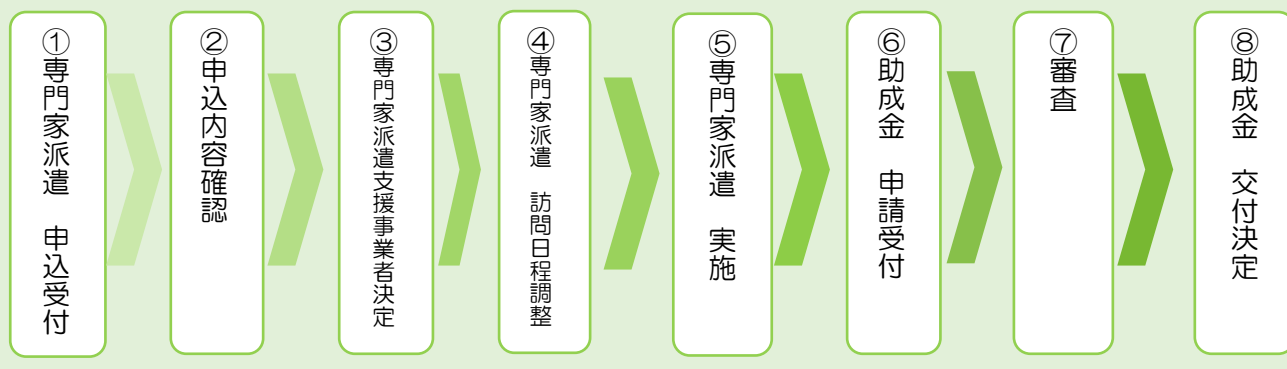 ①専門家派遣　申込受付
②申込内容確認
③専門家派遣支援事業者決定
④専門家派遣　訪問日程調整
⑤専門家派遣　実施
⑥助成金　申請受付
⑦審査
⑧助成金　交付決定